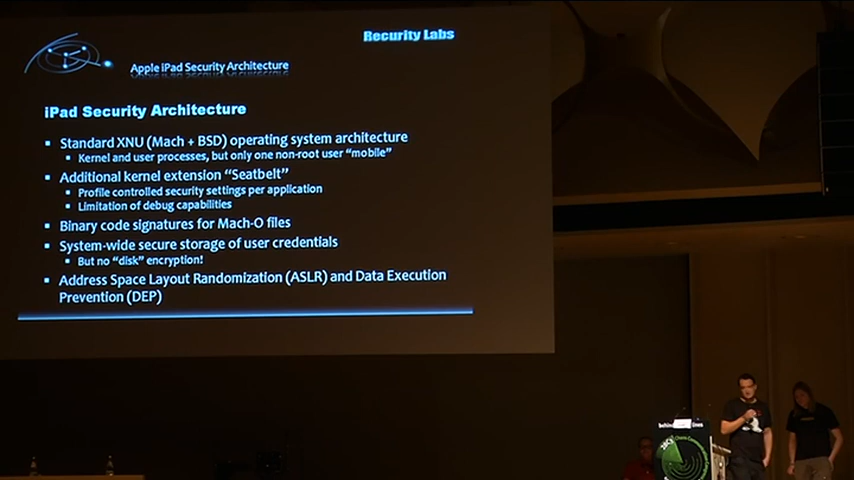 Recurity Labs
Apple iPad Security Architecture
iPad Security Architecture
Standard XNU (Mach + BSD) operating system architecture
Kernel and user processes, but only one non-root user “mobile”
Additional kernel extension “Seatbelt”
Profile controlled security settings per application
Limitation of debug capabilities
Binary code signatures for Mach-O files
System-wide secure storage of user credentials
But no “disk” encryption!
Address Space Layout Randomization (ASLR) and Data Execution
Prevention (DEP)
behind lines